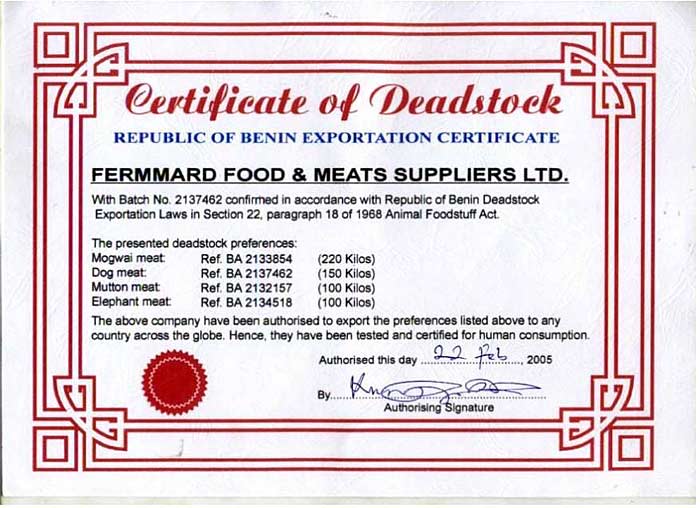 Certificate of Deadstock
REPUBLIC OF BENIN EXPORTATION CERTIFICATE
FERMMARD FOOD & MEATS SUPPLIERS LTD.
With Batch No. 2137462 confirmed in accordance with Republic of Benin Deadstock
Exportation Laws in Section 22, paragraph 18 of 1968 Animal Foodstuff Act.
The presented deadstock preferences:
Mogwai meat: Ref. BA 2133854 (220 Kilos)
Dog meat: Ref. BA 2137462 (150 Kilos)
Mutton meat: Ref. BA 2132157 (100 Kilos)
Elephant meat: Ref. BA 2134518 (100 Kilos)
The above company have been authorised to export the preferences listed above to any
country across the globe. Hence, they have been tested and certified for human consumption.
Authorised this day 22 Feb, 2005
By
Authorising Signature